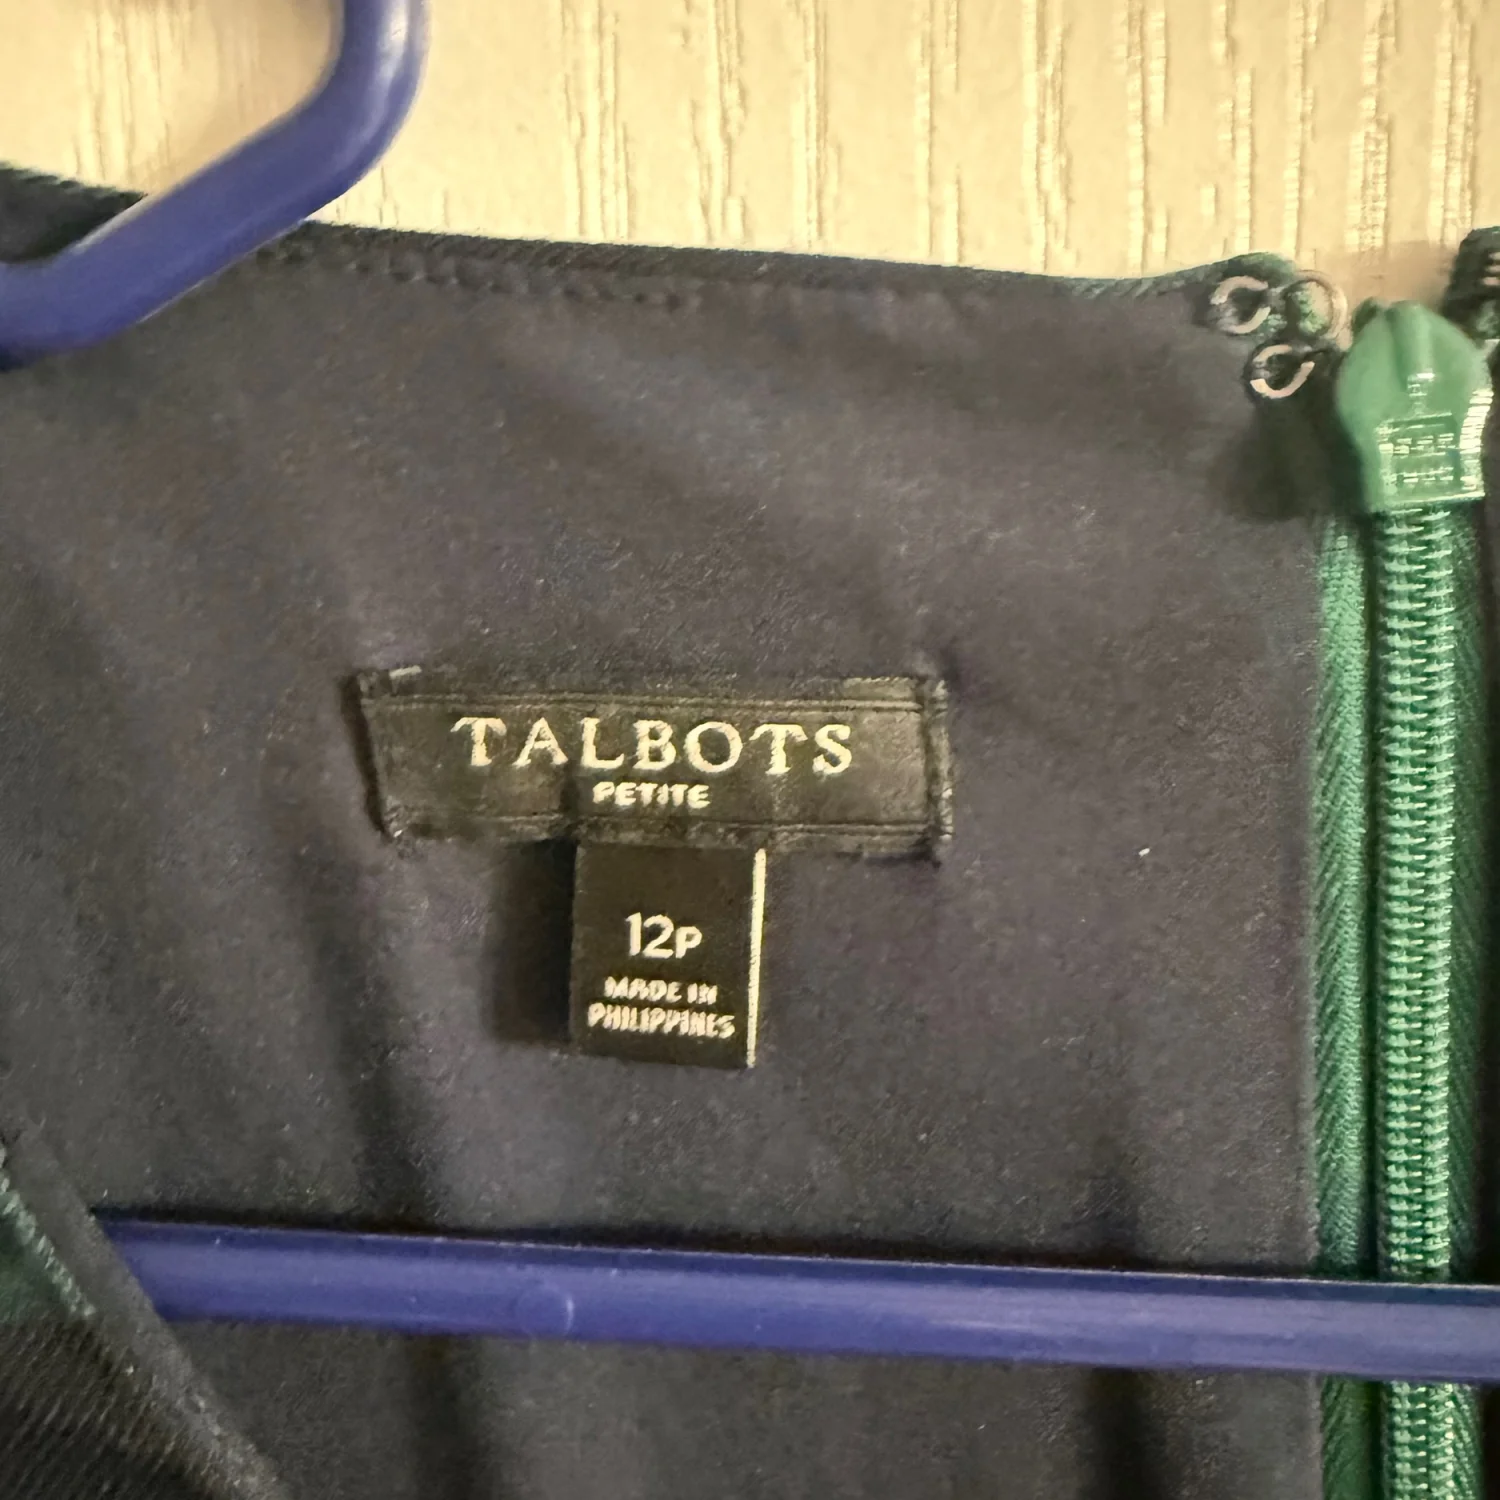 TALBOTS
PETITE
12P
MADE IN
PHILIPPINES